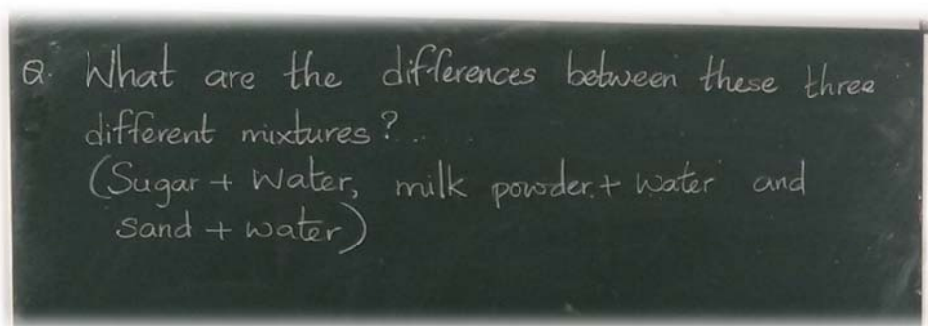 Q. What are the differences between these three
different mixtures?..
(Sugar + Water, milk powder + Water and
sand + water)